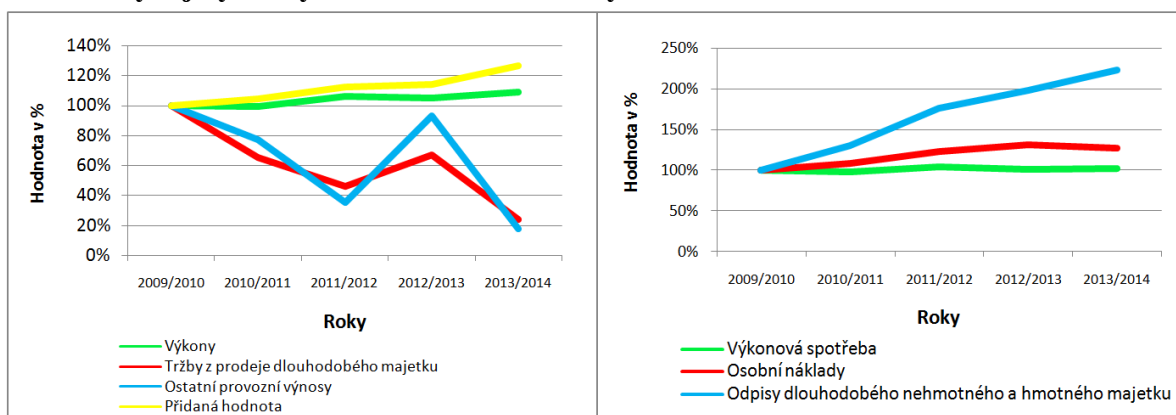 140%
120%
100%
80%
60%
40%
20%
0%
Hodnota v %
2009/2010 2010/2011 2011/2012 2012/2013 2013/2014
Roky
Výkony
Tržby z prodeje dlouhodobého majetku
Ostatní provozní výnosy
Přidaná hodnota
250%
200%
150%
100%
50%
0%
Hodnota v %
2009/2010 2010/2011 2011/2012 2012/2013 2013/2014
Roky
Výkonová spotřeba
Osobní náklady
Odpisy dlouhodobého nehmotného a hmotného majetku